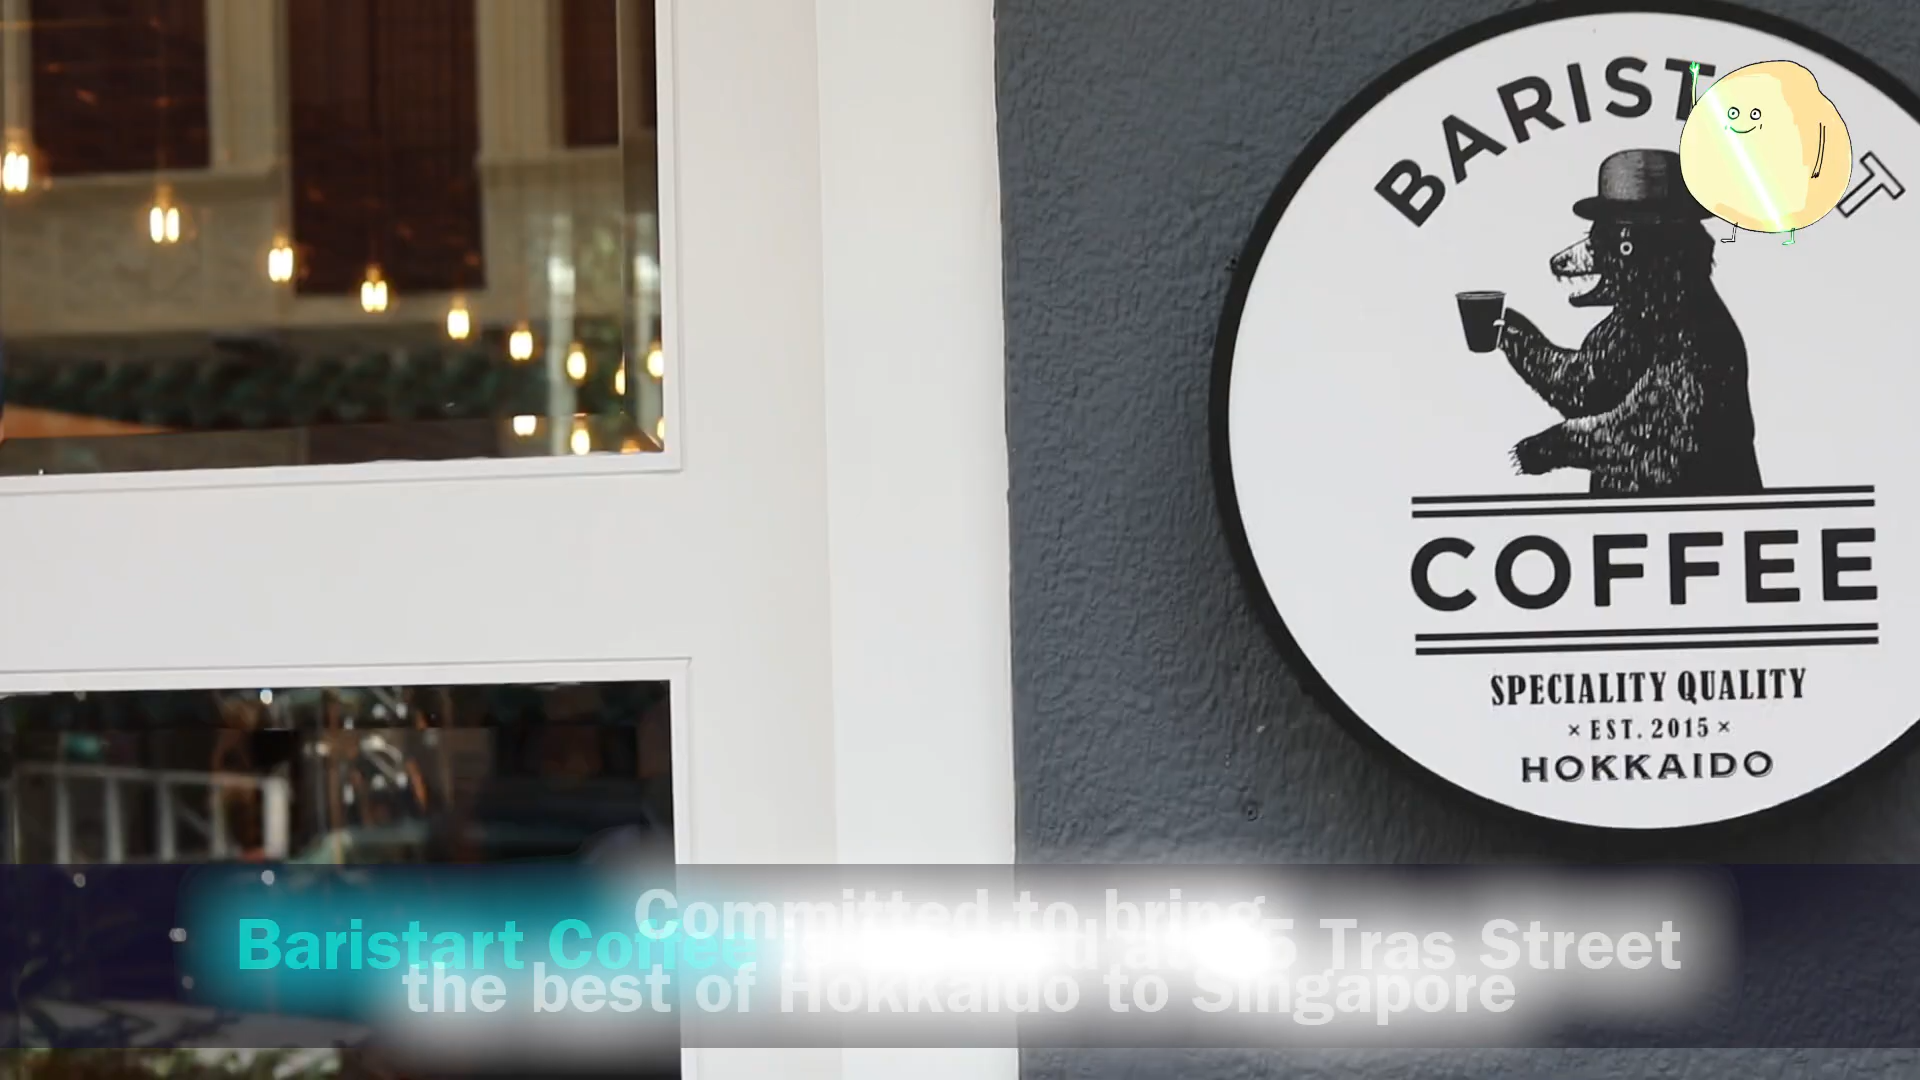 BARIST T
COFFEE
SPECIALITY QUALITY
× EST. 2015 ×
HOKKAIDO
Committed to bring
Baristart Coffee 5 Tras Street
the best of Hokkaido to Singapore